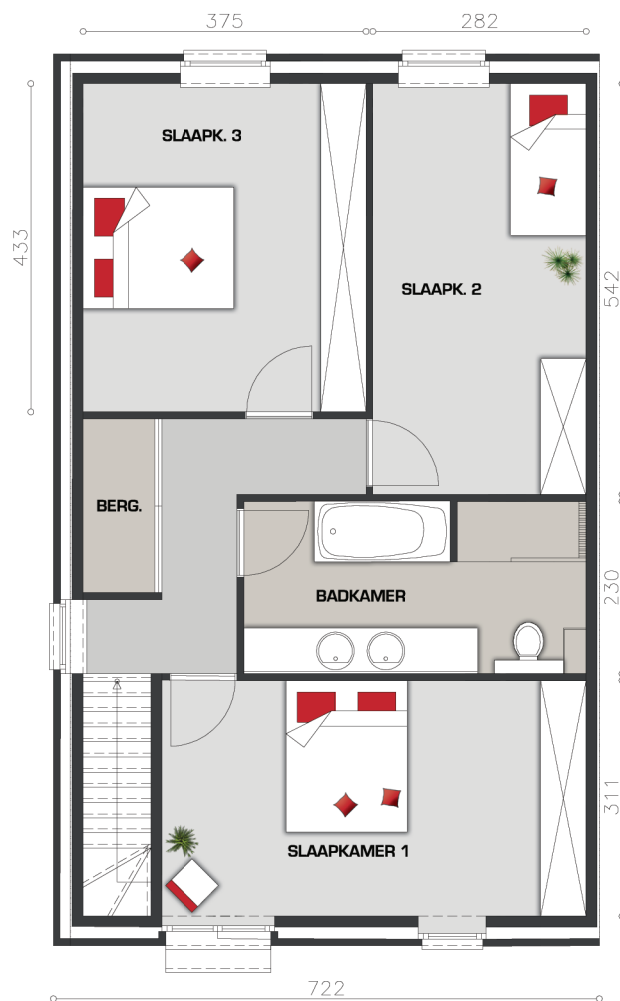 375
282
SLAAPK. 3
433
SLAAPK. 2
542
BERG.
BADKAMER
230
311
SLAAPKAMER 1
722